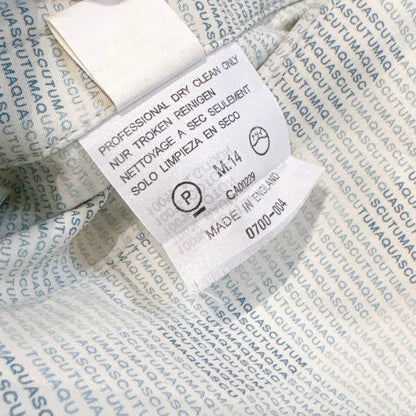 PROFESSIONAL DRY CLEAN ONLY
NUR TROKEN REINIGEN
NETTOYAGE A SEC SEULEMENT
SOLO LIMPIEZA EN SECO
P
M.14
CA00229
MADE IN ENGLAND
0700-004
AQUASCUTUMAQUASCUTUMAQUASCUTUM